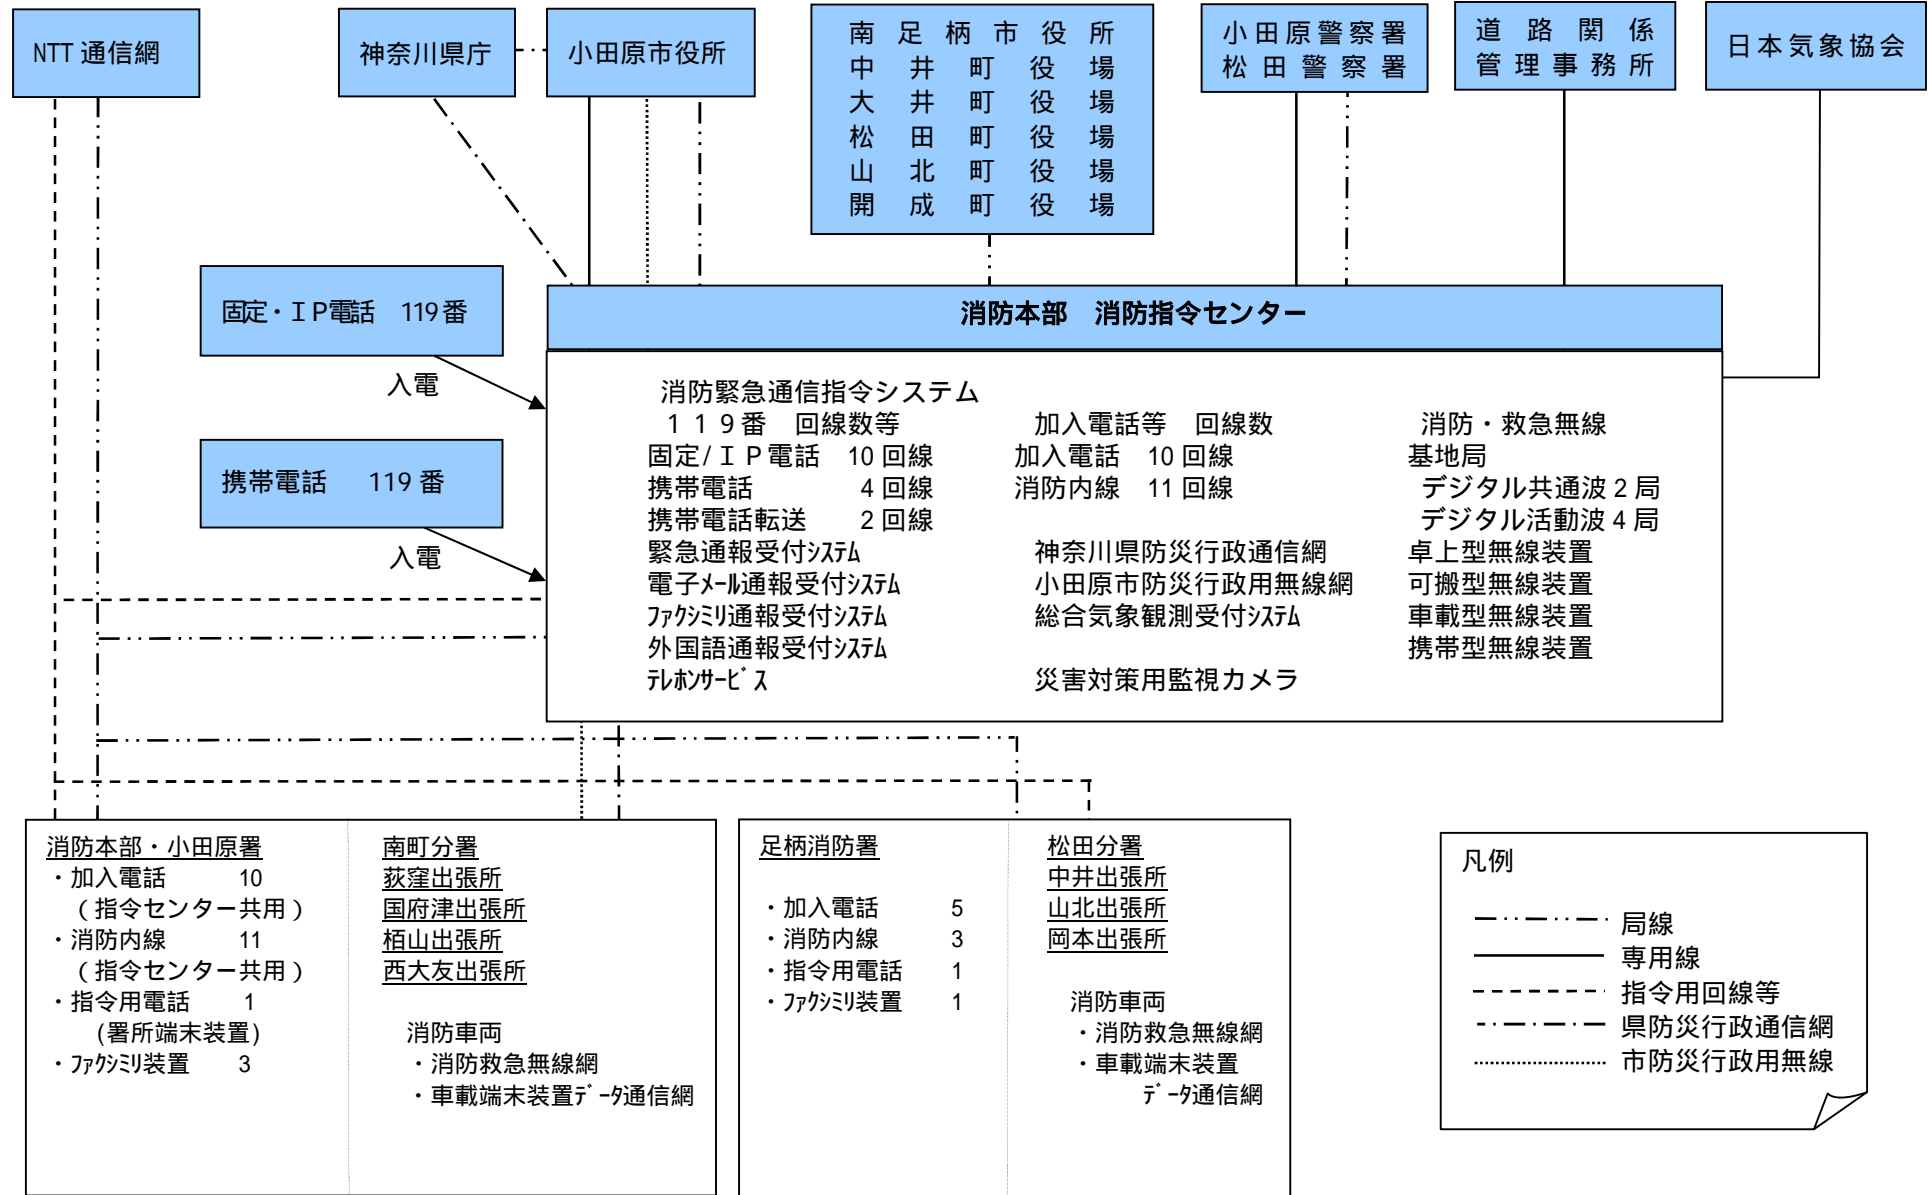 NTT 通信網
神奈川県庁
小田原市役所
南足柄市役所
中井町役場
大井町役場
松田町役場
山北町役場
開成町役場
小田原警察署
松田警察署
道路関係
管理事務所
日本気象協会
固定・ＩＰ電話　119番
入電
携帯電話　119番
入電
消防本部　消防指令センター
消防緊急通信指令システム
１１９番　回線数等
固定/ＩＰ電話　10回線
携帯電話　4回線
携帯電話転送　2回線
緊急通報受付ｼｽﾃﾑ
電子ﾒｰﾙ通報受付ｼｽﾃﾑ
ﾌｧｸｼﾐﾘ通報受付ｼｽﾃﾑ
外国語通報受付ｼｽﾃﾑ
ﾃﾚﾎﾝｻｰﾋﾞｽ
加入電話等　回線数
加入電話　10回線
消防内線　11回線
神奈川県防災行政通信網
小田原市防災行政用無線網
総合気象観測受付ｼｽﾃﾑ
災害対策用監視カメラ
消防・救急無線
基地局
デジタル共通波２局
デジタル活動波４局
卓上型無線装置
可搬型無線装置
車載型無線装置
携帯型無線装置
消防本部・小田原署
・加入電話　10
（指令センター共用）
・消防内線　11
（指令センター共用）
・指令用電話　1
(署所端末装置)
・ﾌｧｸｼﾐﾘ装置　3
南町分署
荻窪出張所
国府津出張所
栢山出張所
西大友出張所
消防車両
・消防救急無線網
・車載端末装置ﾃﾞｰﾀ通信網
足柄消防署
・加入電話　5
・消防内線　3
・指令用電話　1
・ﾌｧｸｼﾐﾘ装置　1
松田分署
中井出張所
山北出張所
岡本出張所
消防車両
・消防救急無線網
・車載端末装置
ﾃﾞｰﾀ通信網
凡例
局線
専用線
指令用回線等
県防災行政通信網
市防災行政用無線